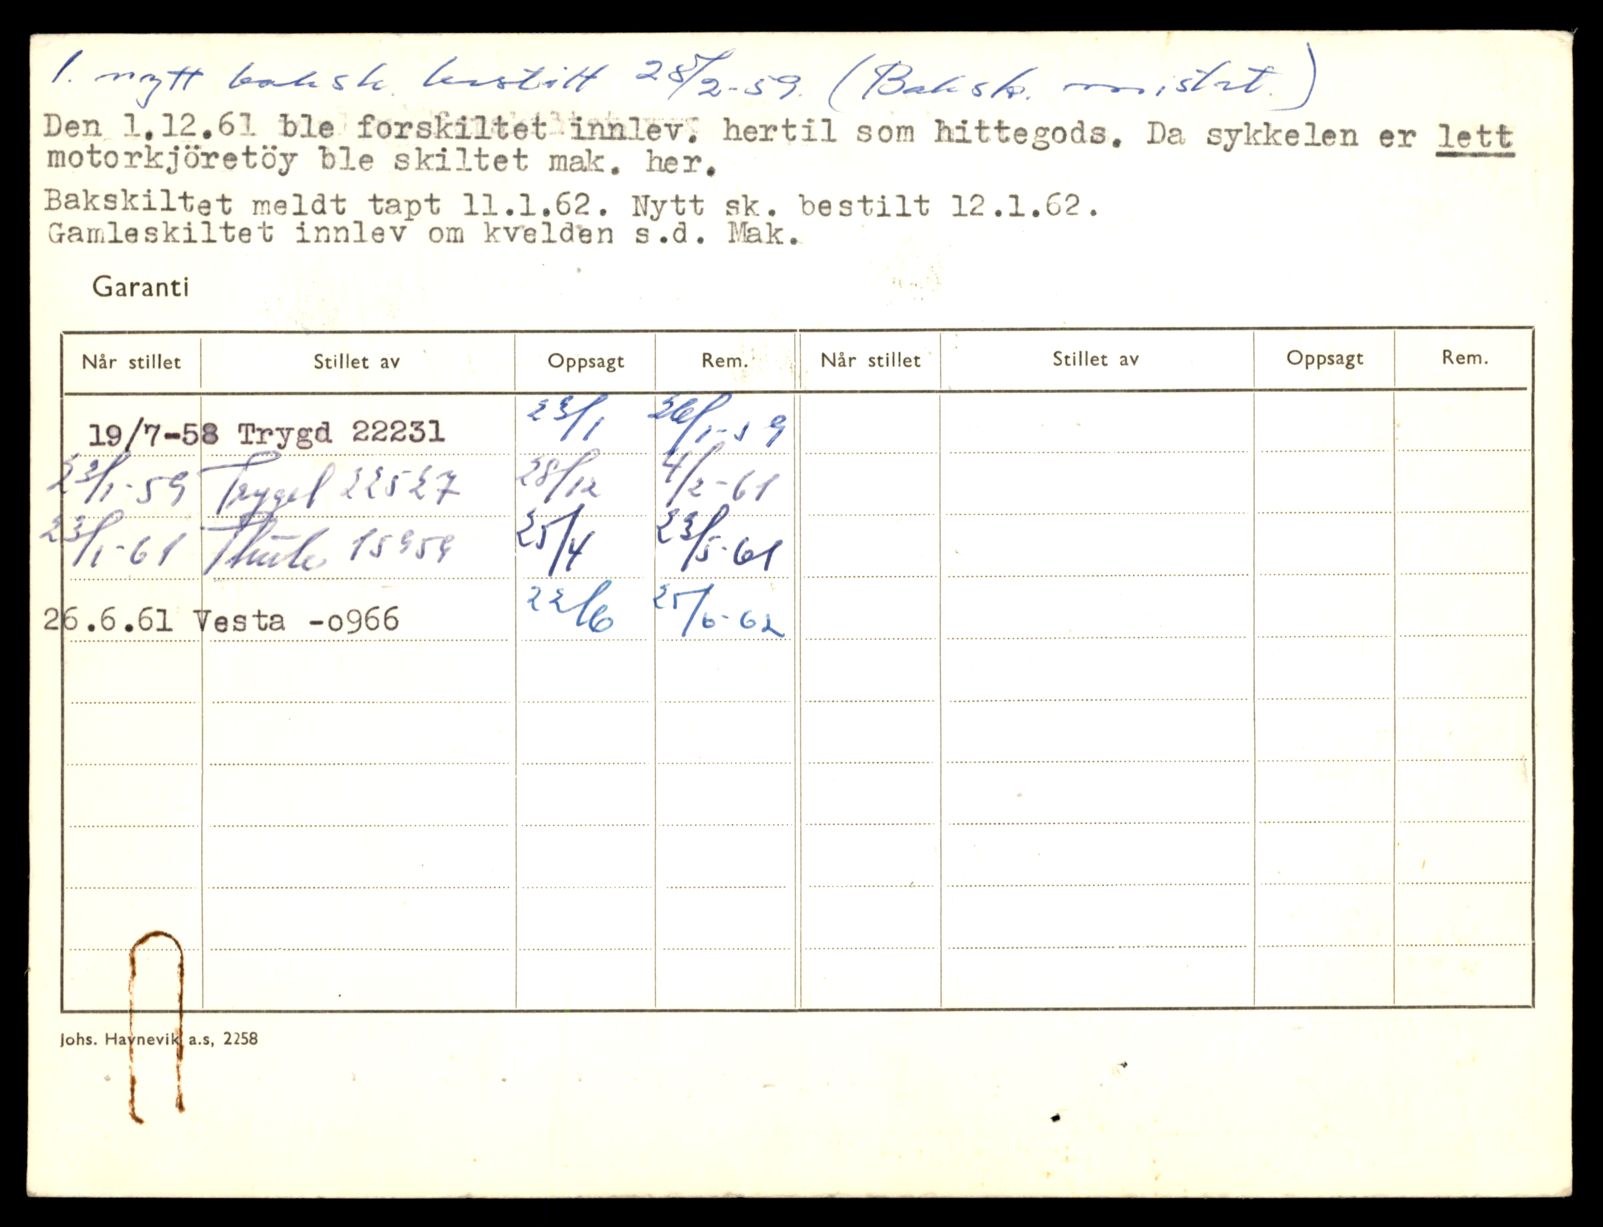 1. nytt baksk. bestilt 25/2-59. (Baksk. mistet.)
Den 1.12.61 ble forskiltet innlev. hertil som hittegods. Da sykkelen er lett
motorkjöretöy ble skiltet mak. her.
Bakskiltet meldt tapt 11.1.62. Nytt sk. bestilt 12.1.62.
Gamleskiltet innlev om kvelden s.d. Mak.
Garanti
Når stillet Stillet av Oppsagt Rem. Når stillet Stillet av Oppsagt Rem.
19/7-58 Trygd 22231 23/1 26/1-59
23/1-59 Trygd 22527 28/12 4/2-61
23/1-61 Thule 15959 25/4 23/5-61
26.6.61 Vesta -o966 22/6 25/6-62
Johs. Havnevik a.s, 2258